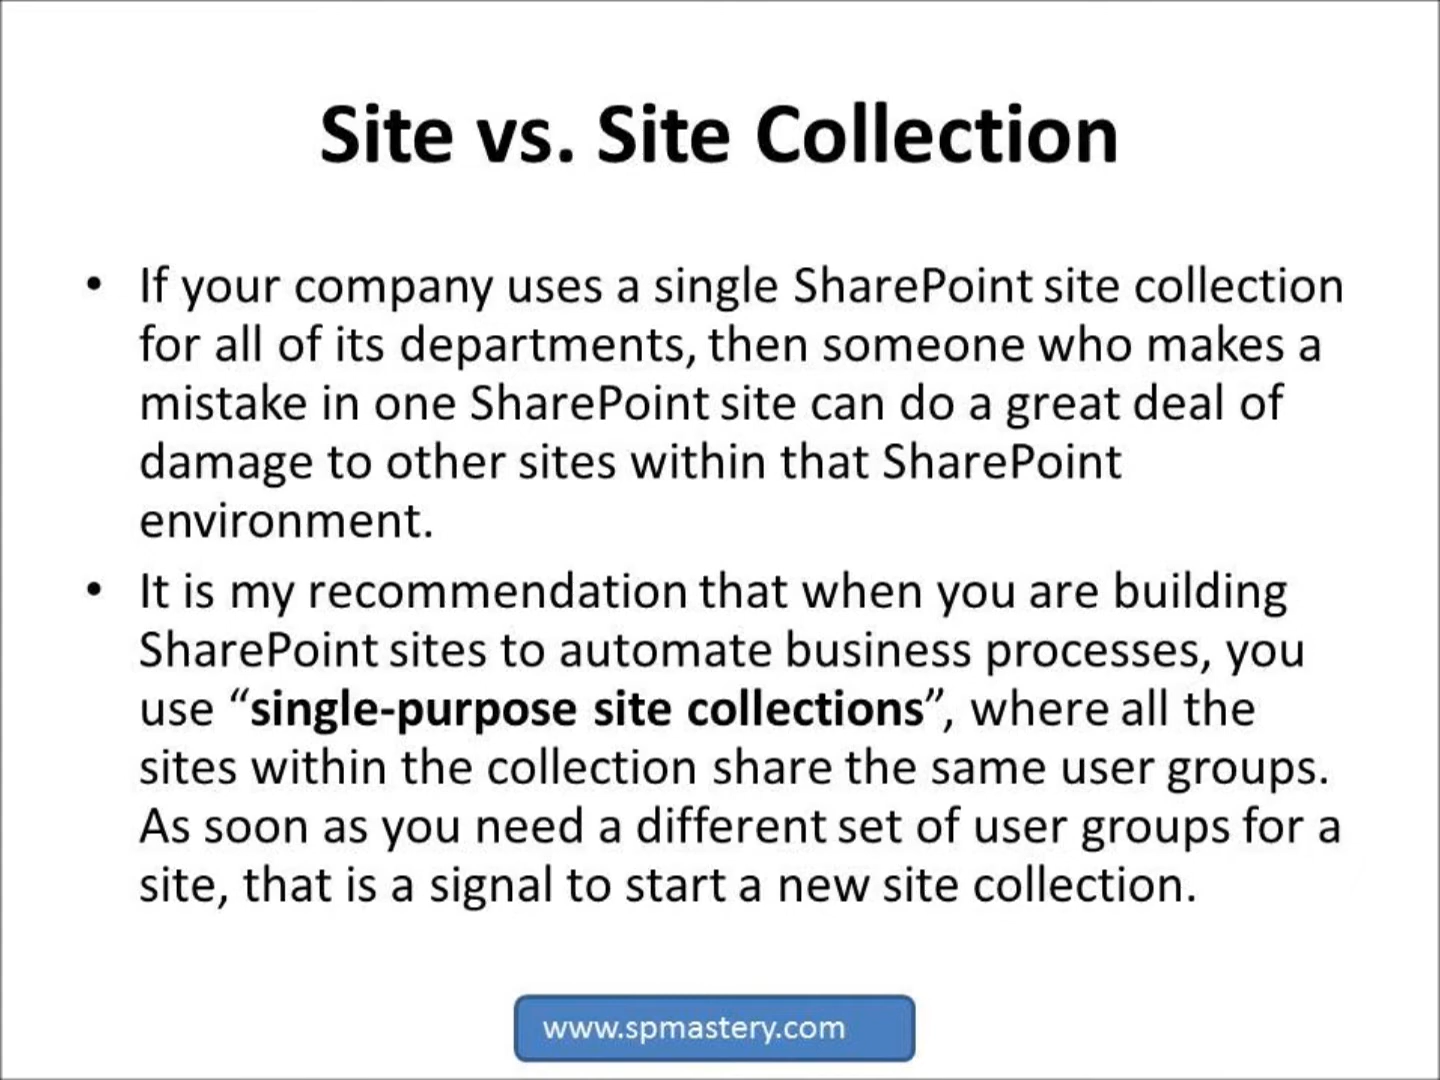 Site vs. Site Collection
• If your company uses a single SharePoint site collection
for all of its departments, then someone who makes a
mistake in one SharePoint site can do a great deal of
damage to other sites within that SharePoint
environment.
• It is my recommendation that when you are building
SharePoint sites to automate business processes, you
use “single-purpose site collections”, where all the
sites within the collection share the same user groups.
As soon as you need a different set of user groups for a
site, that is a signal to start a new site collection.
www.spmastery.com